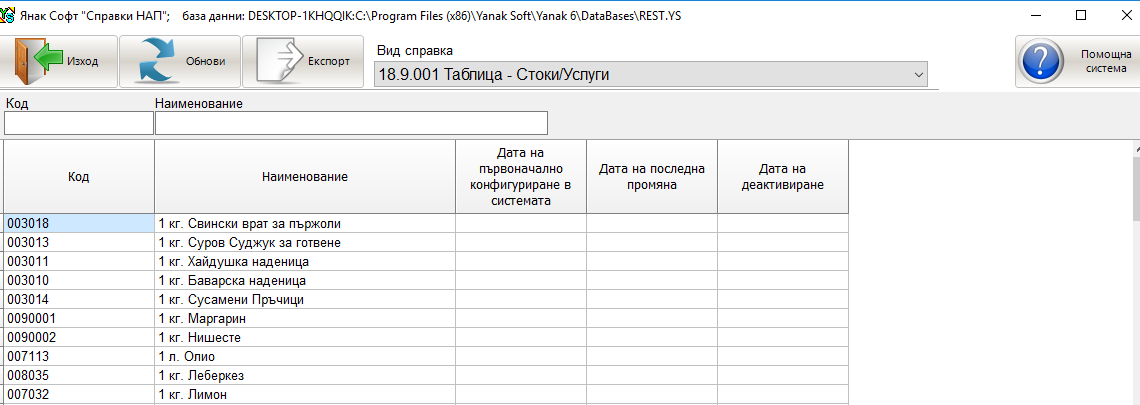 Янак Софт "Справки НАП"; база данни: DESKTOP-1KHQQIK:C:\Program Files (x86)\Yanak Soft\Yanak 6\DataBases\REST.YS
Изход
Обнови
Експорт
Вид справка
18.9.001 Таблица - Стоки/Услуги
Помощна
система
Код Наименование
Код
Наименование
Дата на
първоначално
конфигуриране в
системата
Дата на последна
промяна
Дата на
деактивиране
003018 1 кг. Свински врат за пържоли
003013 1 кг. Суров Суджук за готвене
003011 1 кг. Хайдушка наденица
003010 1 кг. Баварска наденица
003014 1 кг. Сусамени Пръчици
0090001 1 кг. Маргарин
0090002 1 кг. Нишесте
007113 1 л. Олио
008035 1 кг. Леберкез
007032 1 кг. Лимон